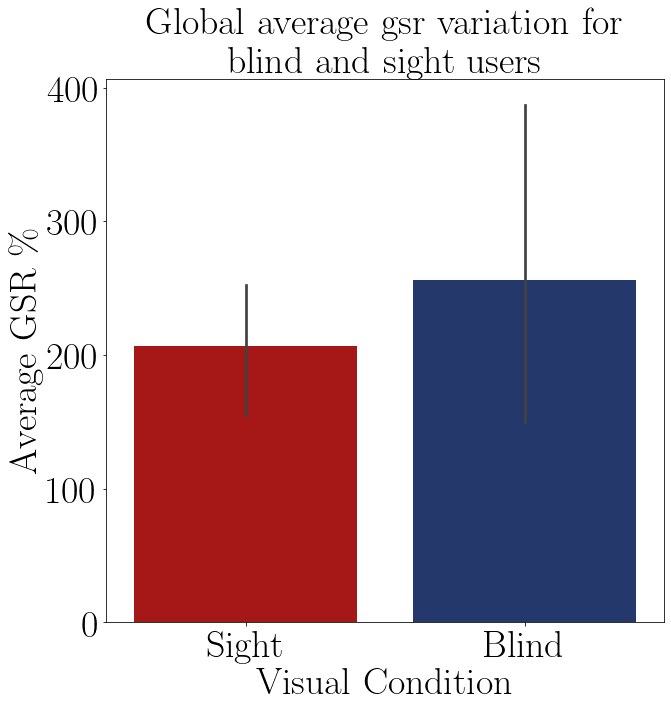 Global average gsr variation for
blind and sight users
400
300
200
100
0
Average GSR %
Sight
Blind
Visual Condition